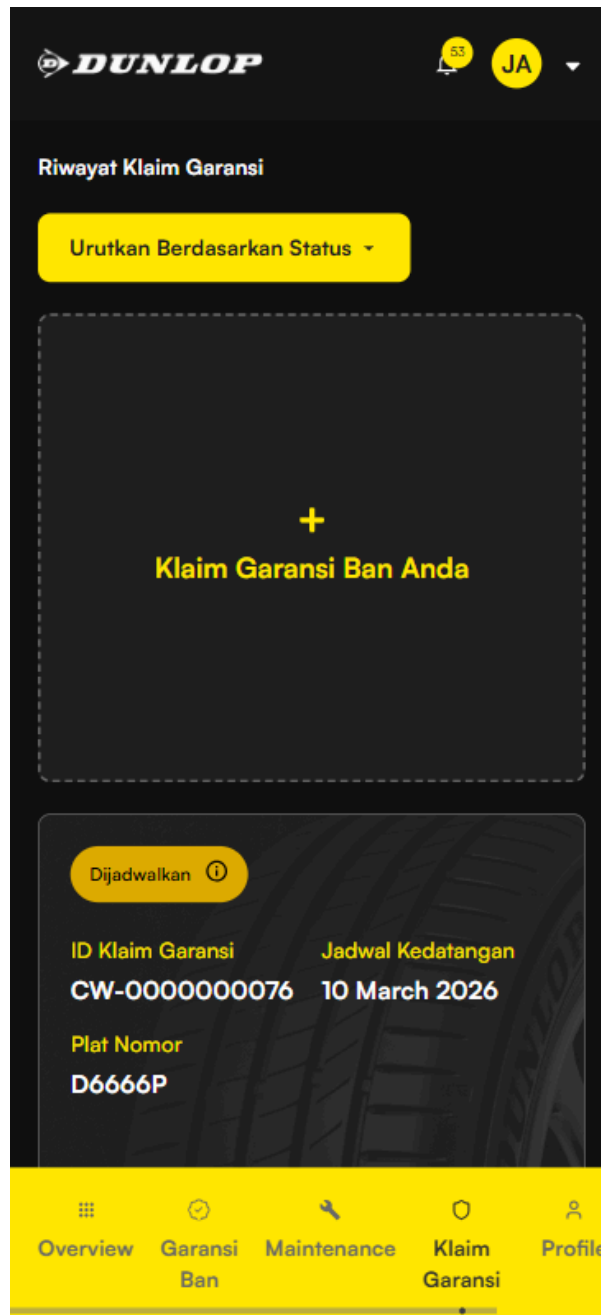 DUNLOP
53
JA
Riwayat Klaim Garansi
Urutkan Berdasarkan Status
+
Klaim Garansi Ban Anda
Dijadwalkan
ID Klaim Garansi
Jadwal Kedatangan
CW-0000000076
10 March 2026
Plat Nomor
D6666P
DUNLOP
Overview
Garansi
Ban
Maintenance
Klaim
Garansi
Profile